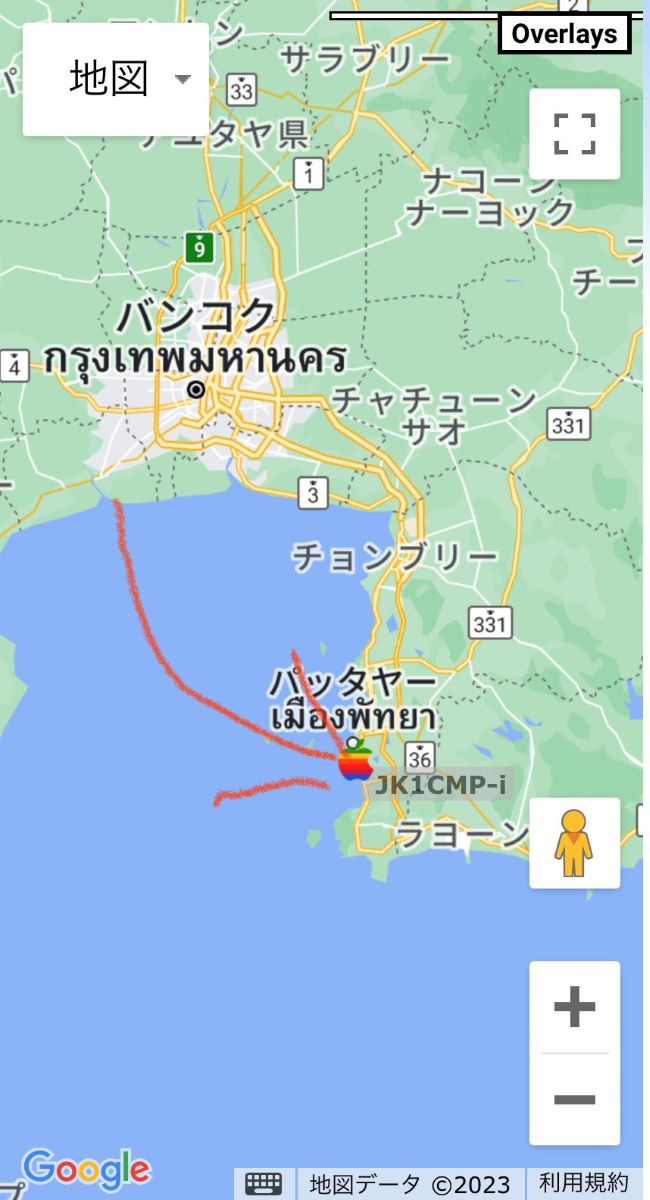 2
Overlays
地図
サラブリー
33
アユタヤ県
1
ナコーン
ナーヨック
9
チー
バンコク
กรุงเทพมหานคร
4
チャチューン
サオ
331
3
チョンブリー
331
パッタヤー
เมืองพัทยา
36
JK1CMP-i
ラヨーン
Google
地図データ ©2023
利用規約